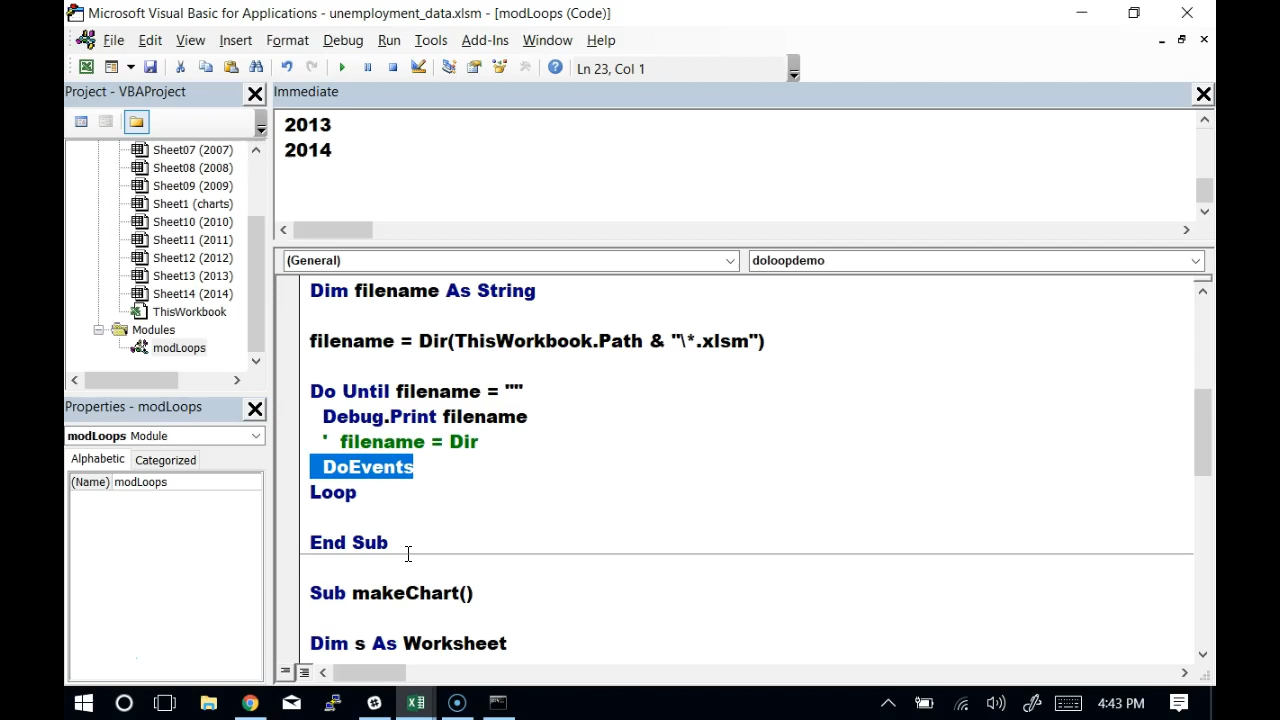 Microsoft Visual Basic for Applications - unemployment_data.xlsm - [modLoops (Code)]
File Edit View Insert Format Debug Run Tools Add-Ins Window Help
Ln 23, Col 1
Project - VBAProject
Immediate
2013
2014
Sheet07 (2007)
Sheet08 (2008)
Sheet09 (2009)
Sheet1 (charts)
Sheet10 (2010)
Sheet11 (2011)
Sheet12 (2012)
Sheet13 (2013)
Sheet14 (2014)
ThisWorkbook
Modules
modLoops
Properties - modLoops
modLoops Module
Alphabetic Categorized
(Name) modLoops
(General) doloopdemo
Dim filename As String
filename = Dir(ThisWorkbook.Path & "\*.xlsm")
Do Until filename = ""
Debug.Print filename
' filename = Dir
DoEvents
Loop
End Sub
Sub makeChart()
Dim s As Worksheet
4:43 PM